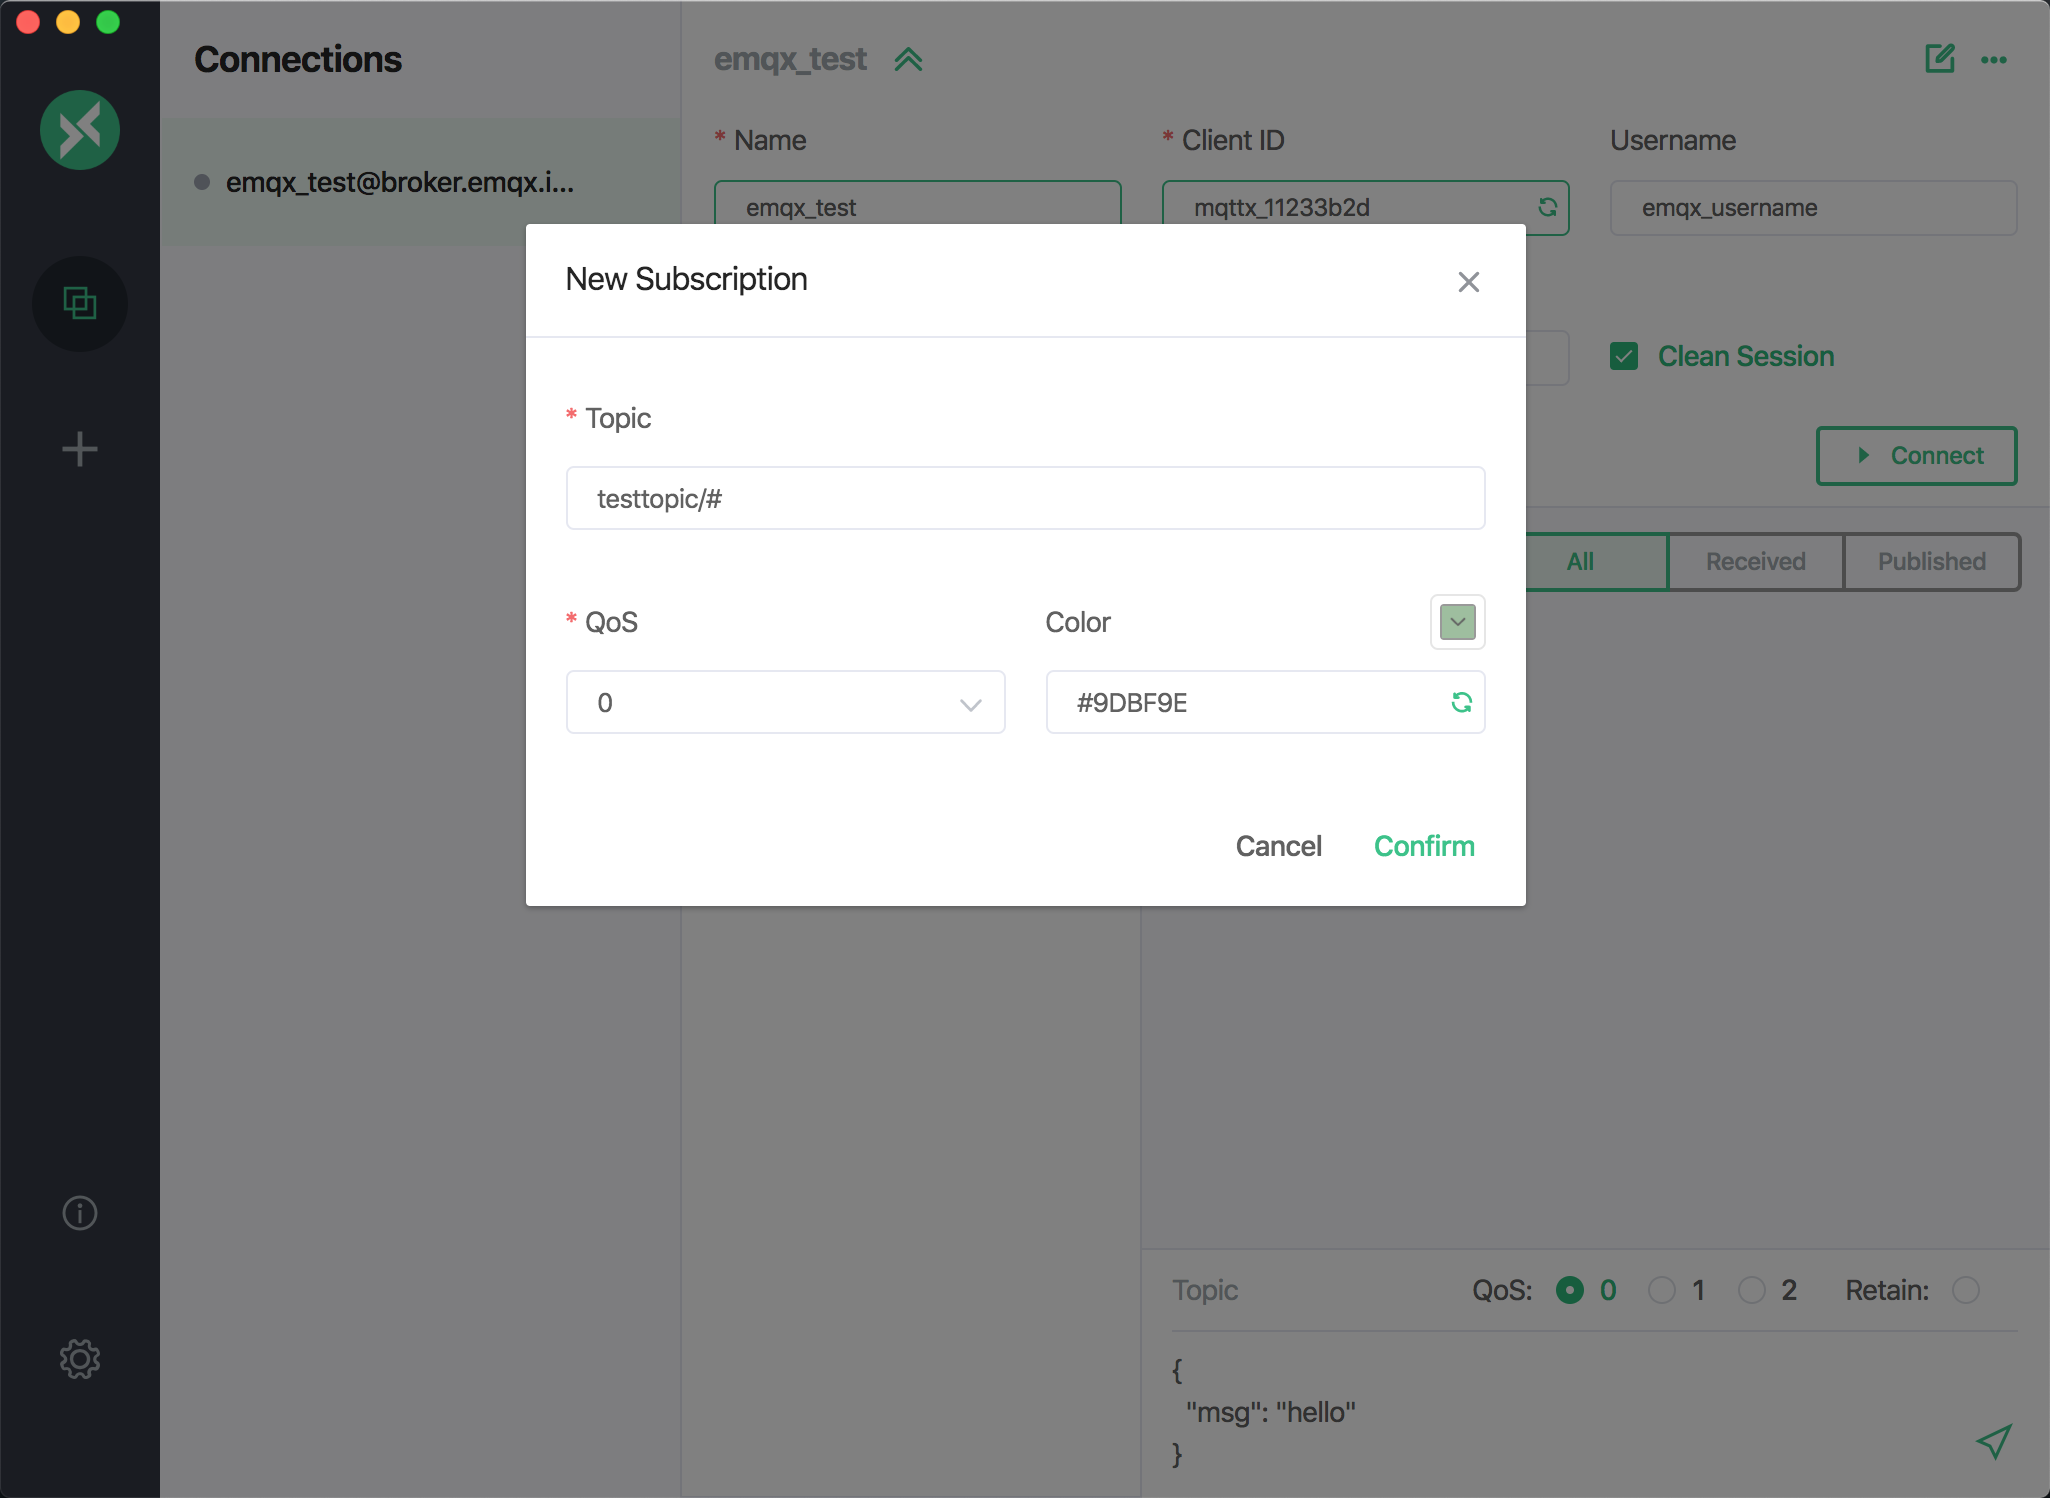 Connections
emqx_test@broker.emqx.i...
emqx_test
* Name
* Client ID
Username
emqx_test
mqttx_11233b2d
emqx_username
Clean Session
Connect
All
Received
Published
New Subscription
* Topic
testtopic/#
* QoS
Color
0
#9DBF9E
Cancel
Confirm
Topic
QoS: 0 1 2 Retain:
{
"msg": "hello"
}